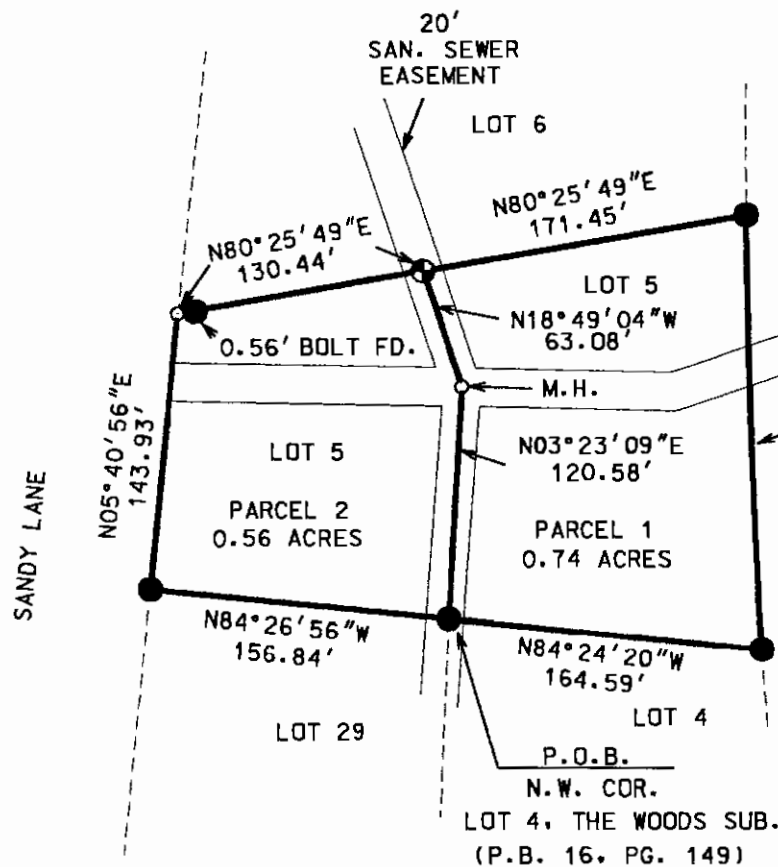 20'
SAN. SEWER
EASEMENT
LOT 6
N80°25'49"E
171.45'
N80°25'49"E
130.44'
LOT 5
N18°49'04"W
63.08'
0.56' BOLT FD.
M.H.
N05°40'56"E
143.93'
LOT 5
N03°23'09"E
120.58'
PARCEL 2
0.56 ACRES
PARCEL 1
0.74 ACRES
SANDY LANE
N84°26'56"W
156.84'
N84°24'20"W
164.59'
LOT 29
LOT 4
P.O.B.
N.W. COR.
LOT 4, THE WOODS SUB.
(P.B. 16, PG. 149)